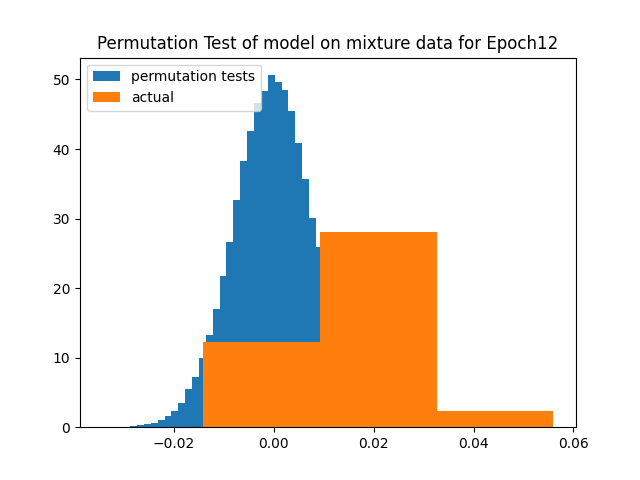 Permutation Test of model on mixture data for Epoch12
permutation tests
actual
50
40
30
20
10
0
−0.02 0.00 0.02 0.04 0.06